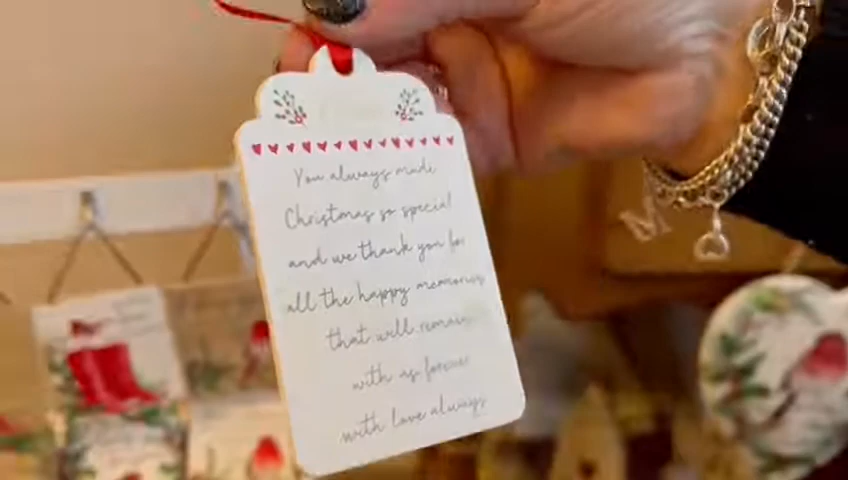 You always made
Christmas so special
and we thank you for
all the happy memories
that will remain
with as forever
with love always